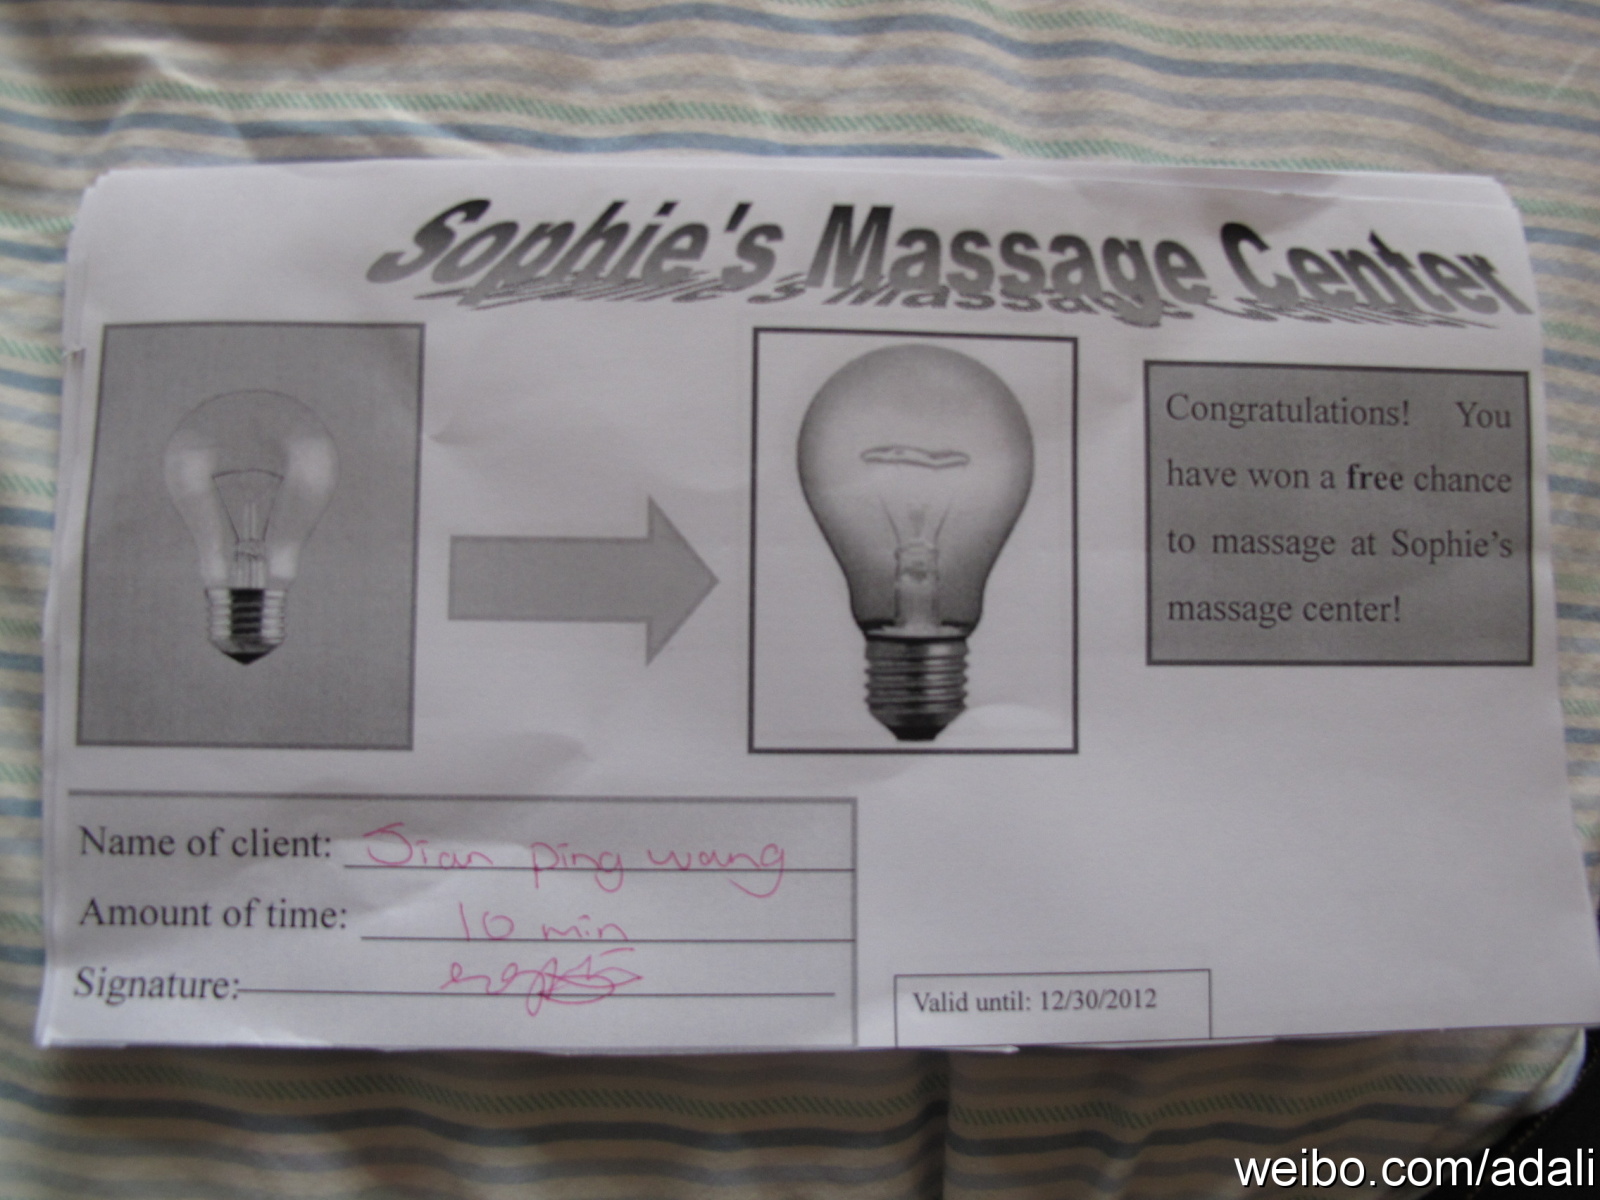 Sophie's Massage Center
Congratulations! You
have won a free chance
to massage at Sophie's
massage center!
Name of client: Jian ping wang
Amount of time: 10 min
Signature:
Valid until: 12/30/2012
weibo.com/adali